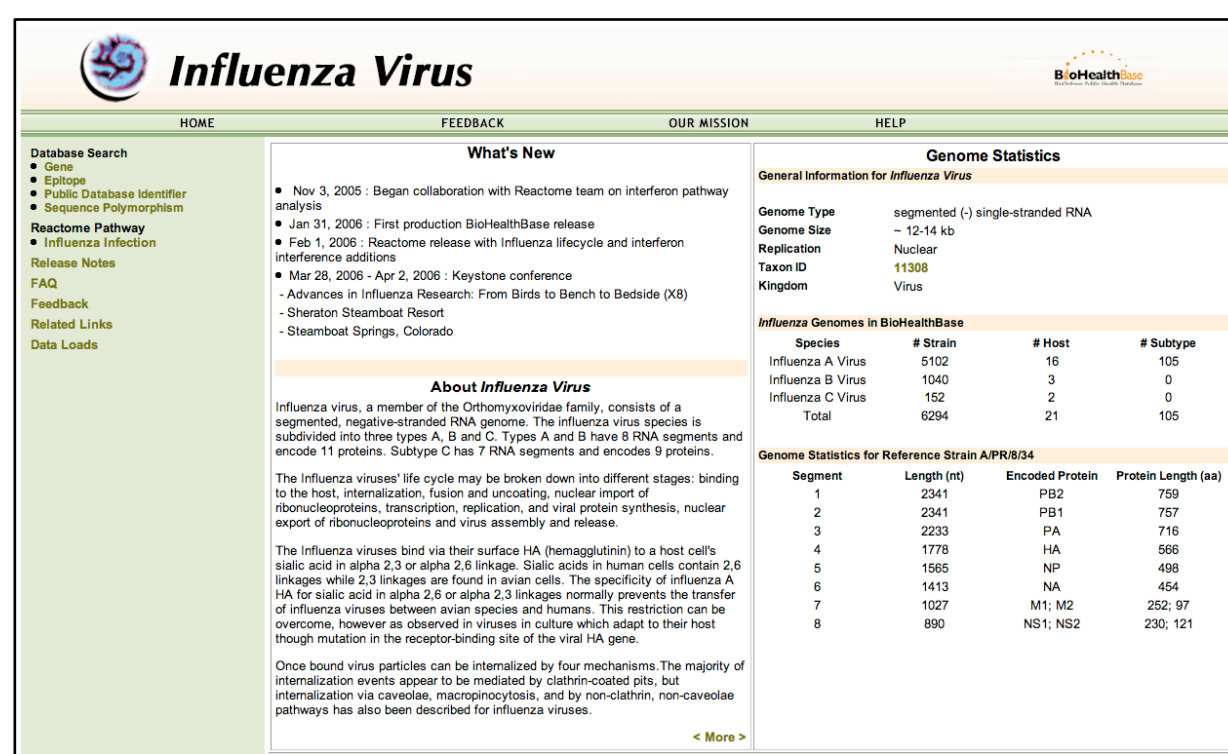 Influenza Virus
BioHealthBase
HOME FEEDBACK OUR MISSION HELP
Database Search
• Gene
• Epitope
• Public Database Identifier
• Sequence Polymorphism
Reactome Pathway
• Influenza Infection
Release Notes
FAQ
Feedback
Related Links
Data Loads
What's New
• Nov 3, 2005 : Began collaboration with Reactome team on interferon pathway
analysis
• Jan 31, 2006 : First production BioHealthBase release
• Feb 1, 2006 : Reactome release with Influenza lifecycle and interferon
interference additions
• Mar 28, 2006 - Apr 2, 2006 : Keystone conference
- Advances in Influenza Research: From Birds to Bench to Bedside (X8)
- Sheraton Steamboat Resort
- Steamboat Springs, Colorado
About Influenza Virus
Influenza virus, a member of the Orthomyxoviridae family, consists of a
segmented, negative-stranded RNA genome. The influenza virus species is
subdivided into three types A, B and C. Types A and B have 8 RNA segments and
encode 11 proteins. Subtype C has 7 RNA segments and encodes 9 proteins.
The Influenza viruses' life cycle may be broken down into different stages: binding
to the host, internalization, fusion and uncoating, nuclear import of
ribonucleoproteins, transcription, replication, and viral protein synthesis, nuclear
export of ribonucleoproteins and virus assembly and release.
The Influenza viruses bind via their surface HA (hemagglutinin) to a host cell's
sialic acid in alpha 2,3 or alpha 2,6 linkage. Sialic acids in human cells contain 2,6
linkages while 2,3 linkages are found in avian cells. The specificity of influenza A
HA for sialic acid in alpha 2,6 or alpha 2,3 linkages normally prevents the transfer
of influenza viruses between avian species and humans. This restriction can be
overcome, however as observed in viruses in culture which adapt to their host
though mutation in the receptor-binding site of the viral HA gene.
Once bound virus particles can be internalized by four mechanisms.The majority of
internalization events appear to be mediated by clathrin-coated pits, but
internalization via caveolae, macropinocytosis, and by non-clathrin, non-caveolae
pathways has also been described for influenza viruses.
< More >
Genome Statistics
General Information for Influenza Virus
Genome Type segmented (-) single-stranded RNA
Genome Size ~ 12-14 kb
Replication Nuclear
Taxon ID 11308
Kingdom Virus
Influenza Genomes in BioHealthBase
Species # Strain # Host # Subtype
Influenza A Virus 5102 16 105
Influenza B Virus 1040 3 0
Influenza C Virus 152 2 0
Total 6294 21 105
Genome Statistics for Reference Strain A/PR/8/34
Segment Length (nt) Encoded Protein Protein Length (aa)
1 2341 PB2 759
2 2341 PB1 757
3 2233 PA 716
4 1778 HA 566
5 1565 NP 498
6 1413 NA 454
7 1027 M1; M2 252; 97
8 890 NS1; NS2 230; 121